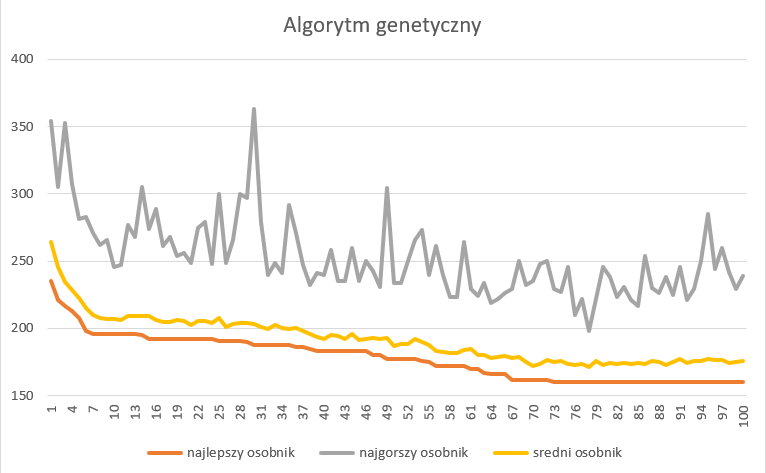 Algorytm genetyczny
400
350
300
250
200
150
1 4 7 10 13 16 19 22 25 28 31 34 37 40 43 46 49 52 55 58 61 64 67 70 73 76 79 82 85 88 91 94 97 100
najlepszy osobnik najgorszy osobnik sredni osobnik